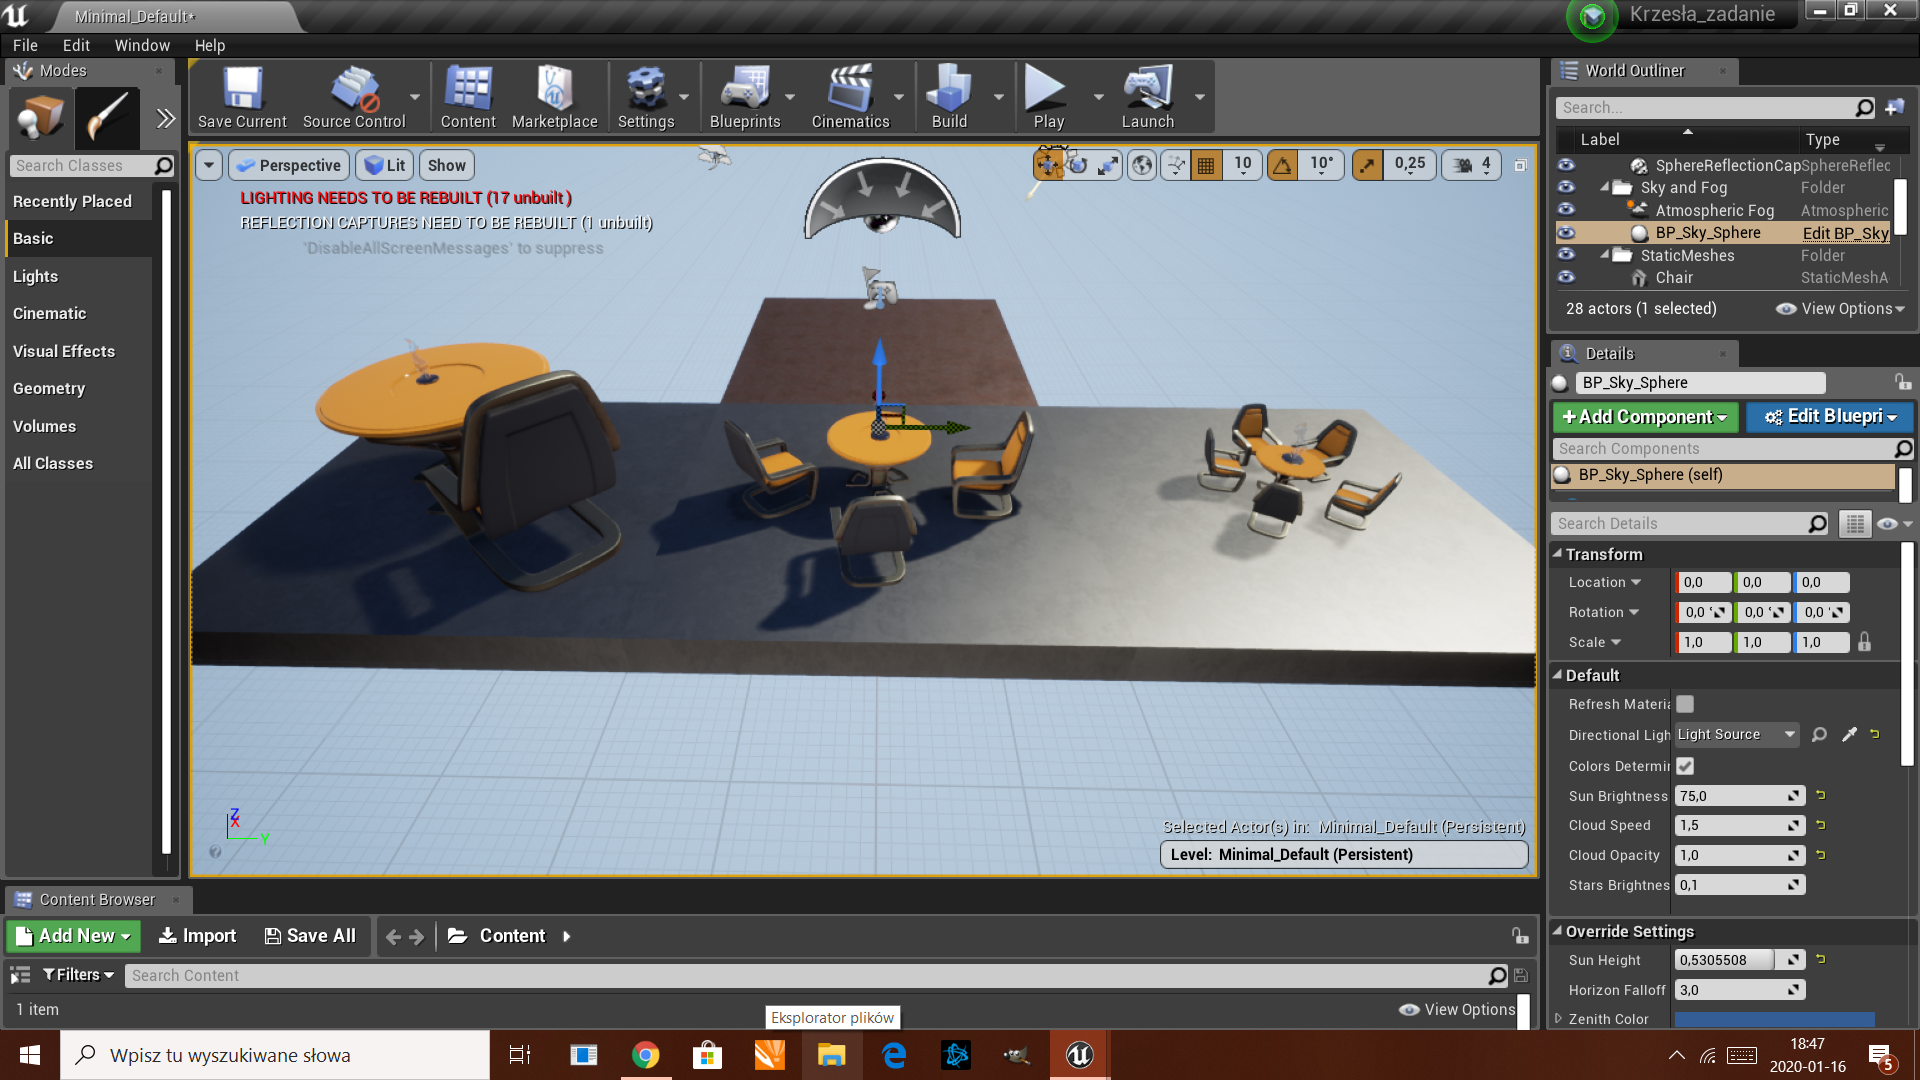 Minimal_Default*
Krzesła_zadanie
File Edit Window Help
Modes
Search Classes
Recently Placed
Basic
Lights
Cinematic
Visual Effects
Geometry
Volumes
All Classes
Save Current Source Control Content Marketplace Settings Blueprints Cinematics Build Play Launch
Perspective Lit Show
10 10° 0,25 4
LIGHTING NEEDS TO BE REBUILT (17 unbuilt )
REFLECTION CAPTURES NEED TO BE REBUILT (1 unbuilt)
'DisableAllScreenMessages' to suppress
Z
X
Y
Selected Actor(s) in: Minimal_Default (Persistent)
Level: Minimal_Default (Persistent)
World Outliner
Search...
Label Type
SphereReflectionCap SphereReflec
Sky and Fog Folder
Atmospheric Fog Atmospheric
BP_Sky_Sphere Edit BP_Sky
StaticMeshes Folder
Chair StaticMeshA
28 actors (1 selected) View Options
Details
BP_Sky_Sphere
+Add Component Edit Bluepri
Search Components
BP_Sky_Sphere (self)
Search Details
Transform
Location 0,0 0,0 0,0
Rotation 0,0 ° 0,0 ° 0,0 °
Scale 1,0 1,0 1,0
Default
Refresh Materia
Directional Ligh Light Source
Colors Determin
Sun Brightness 75,0
Cloud Speed 1,5
Cloud Opacity 1,0
Stars Brightnes 0,1
Override Settings
Sun Height 0,5305508
Horizon Falloff 3,0
Zenith Color
Content Browser
Add New Import Save All Content
Filters Search Content
1 item View Options
Eksplorator plików
Wpisz tu wyszukiwane słowa
18:47
2020-01-16
5